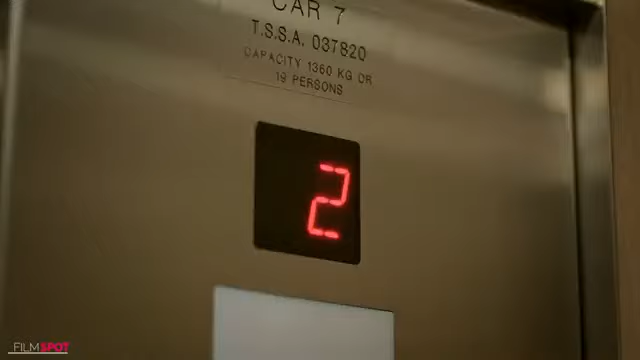 CAR 7
T.S.S.A. 037820
CAPACITY 1360 KG OR
19 PERSONS
2
FILMSPOT